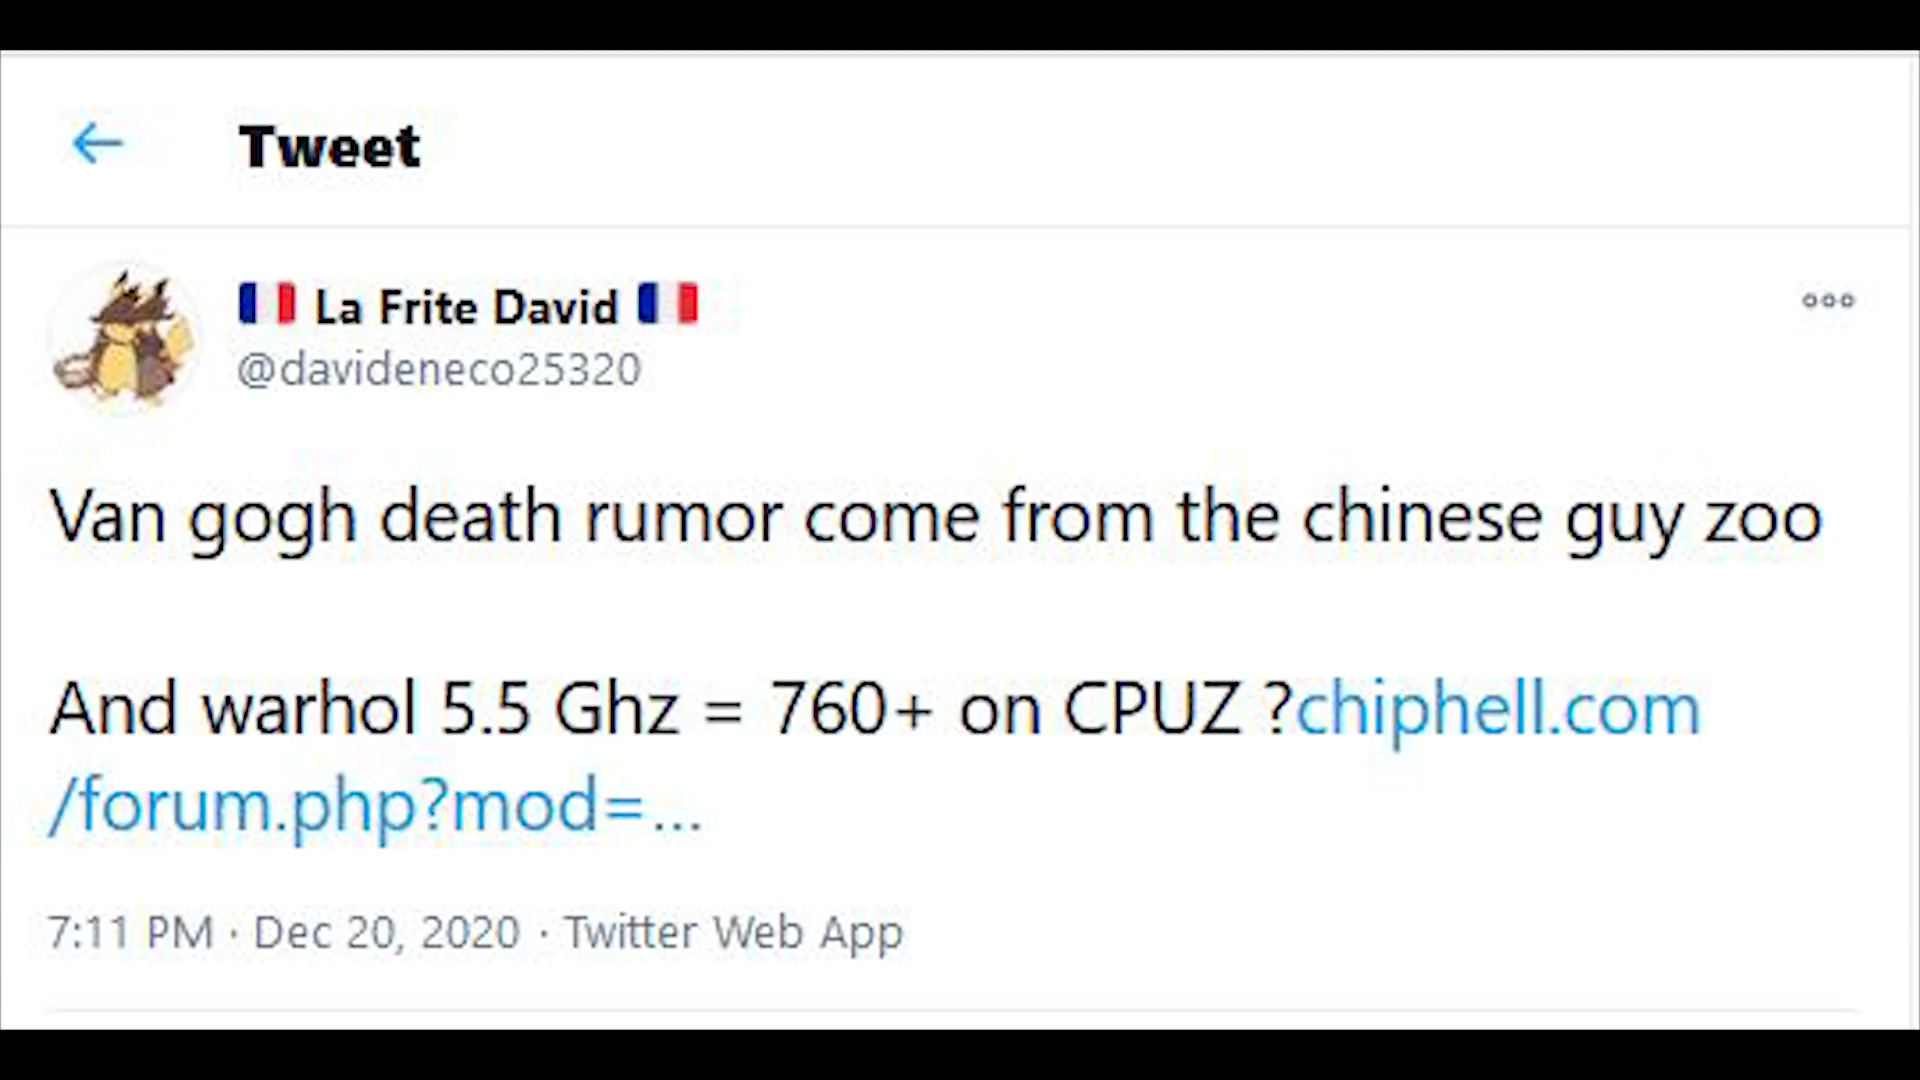 Tweet
🇫🇷 La Frite David 🇫🇷
@davideneco25320
Van gogh death rumor come from the chinese guy zoo
And warhol 5.5 Ghz = 760+ on CPUZ ?chiphell.com
/forum.php?mod=...
7:11 PM · Dec 20, 2020 · Twitter Web App